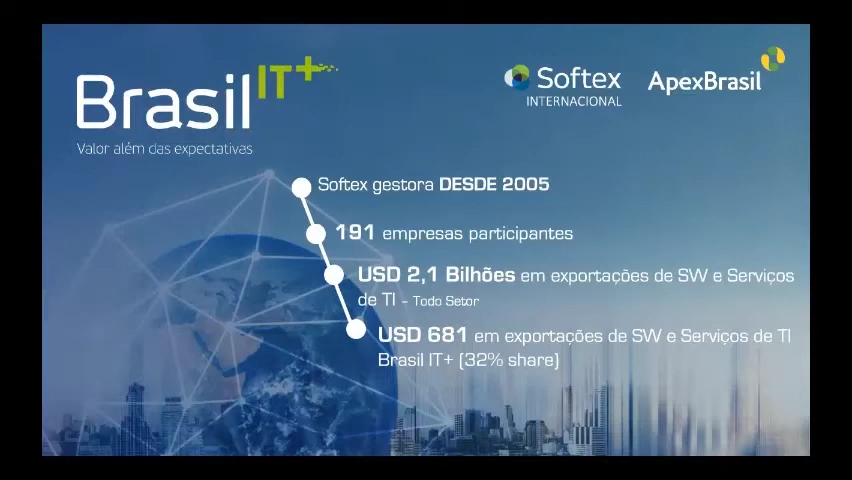 Brasil IT+
Valor além das expectativas
Softex
INTERNACIONAL
ApexBrasil
Softex gestora DESDE 2005
191 empresas participantes
USD 2,1 Bilhões em exportações de SW e Serviços
de TI - Todo Setor
USD 681 em exportações de SW e Serviços de TI
Brasil IT+ (32% share)